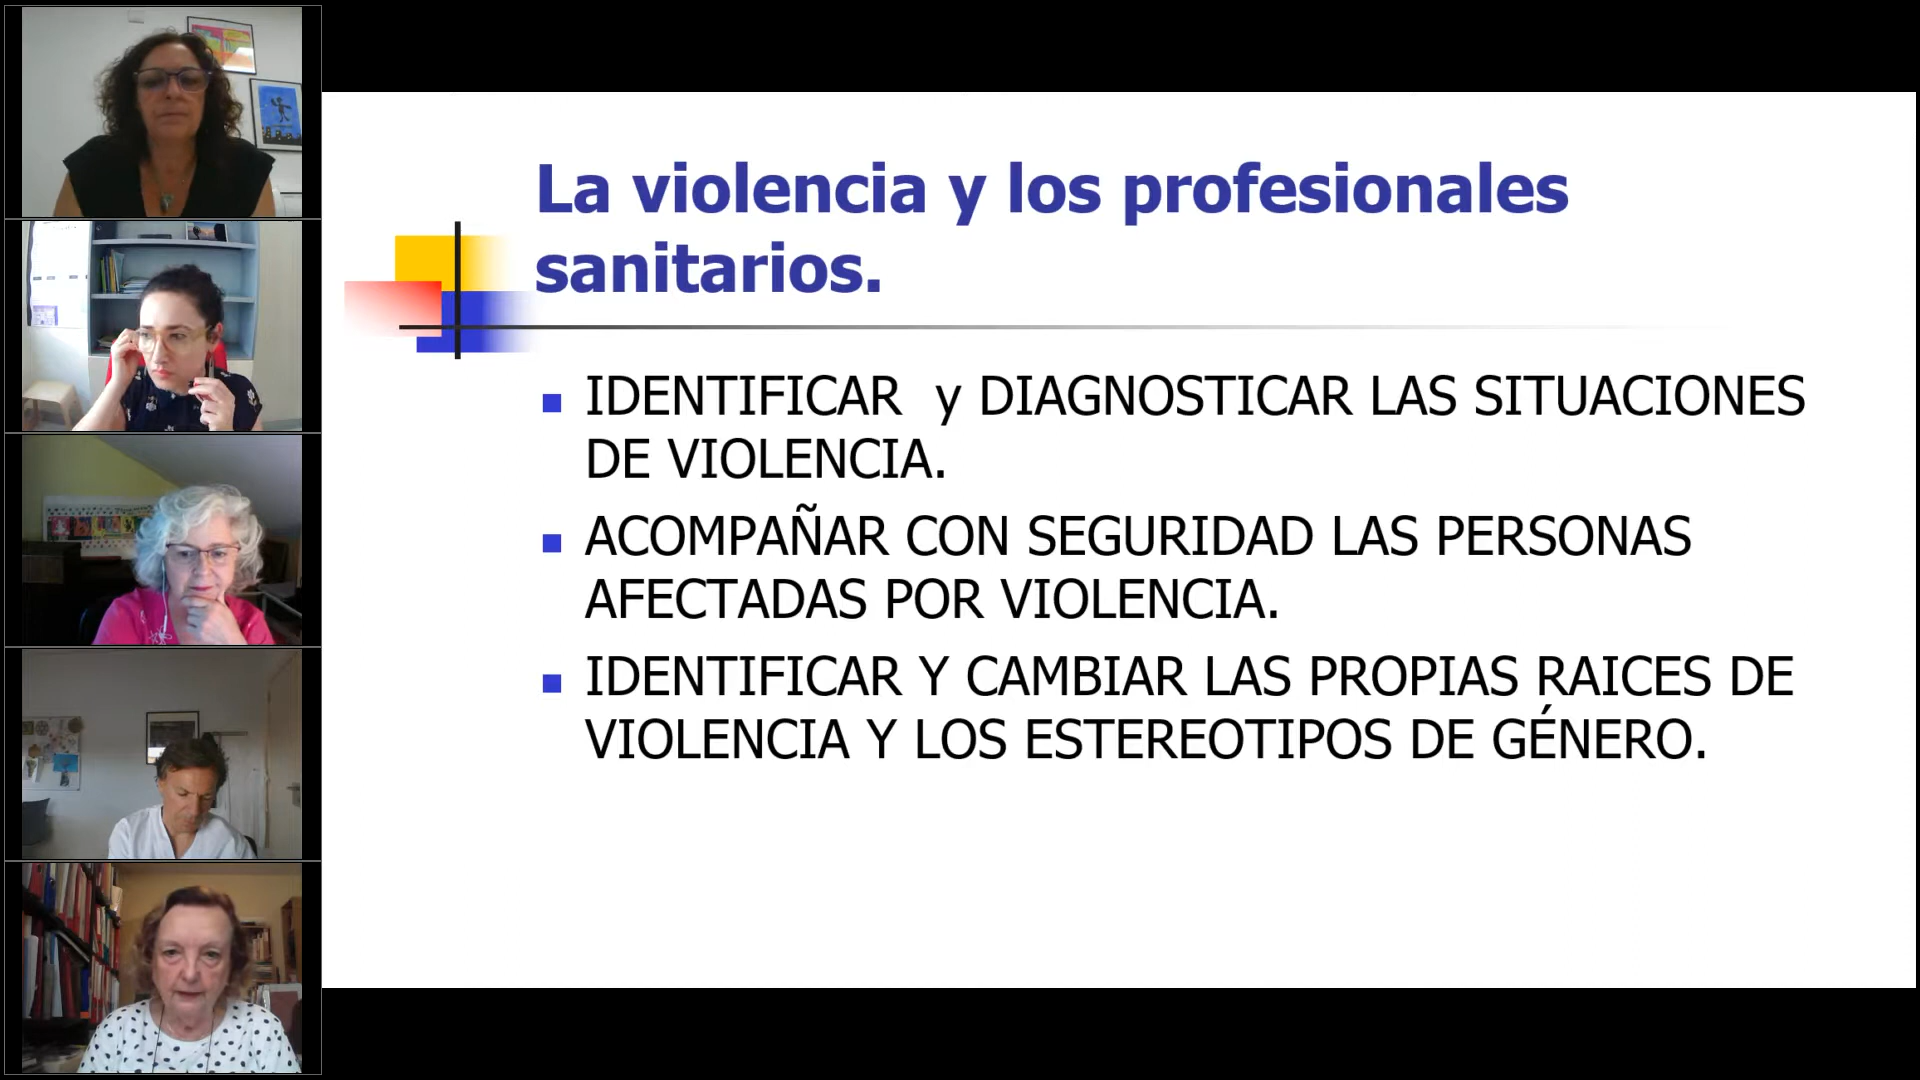 La violencia y los profesionales
sanitarios.
IDENTIFICAR y DIAGNOSTICAR LAS SITUACIONES
DE VIOLENCIA.
ACOMPAÑAR CON SEGURIDAD LAS PERSONAS
AFECTADAS POR VIOLENCIA.
IDENTIFICAR Y CAMBIAR LAS PROPIAS RAICES DE
VIOLENCIA Y LOS ESTEREOTIPOS DE GÉNERO.